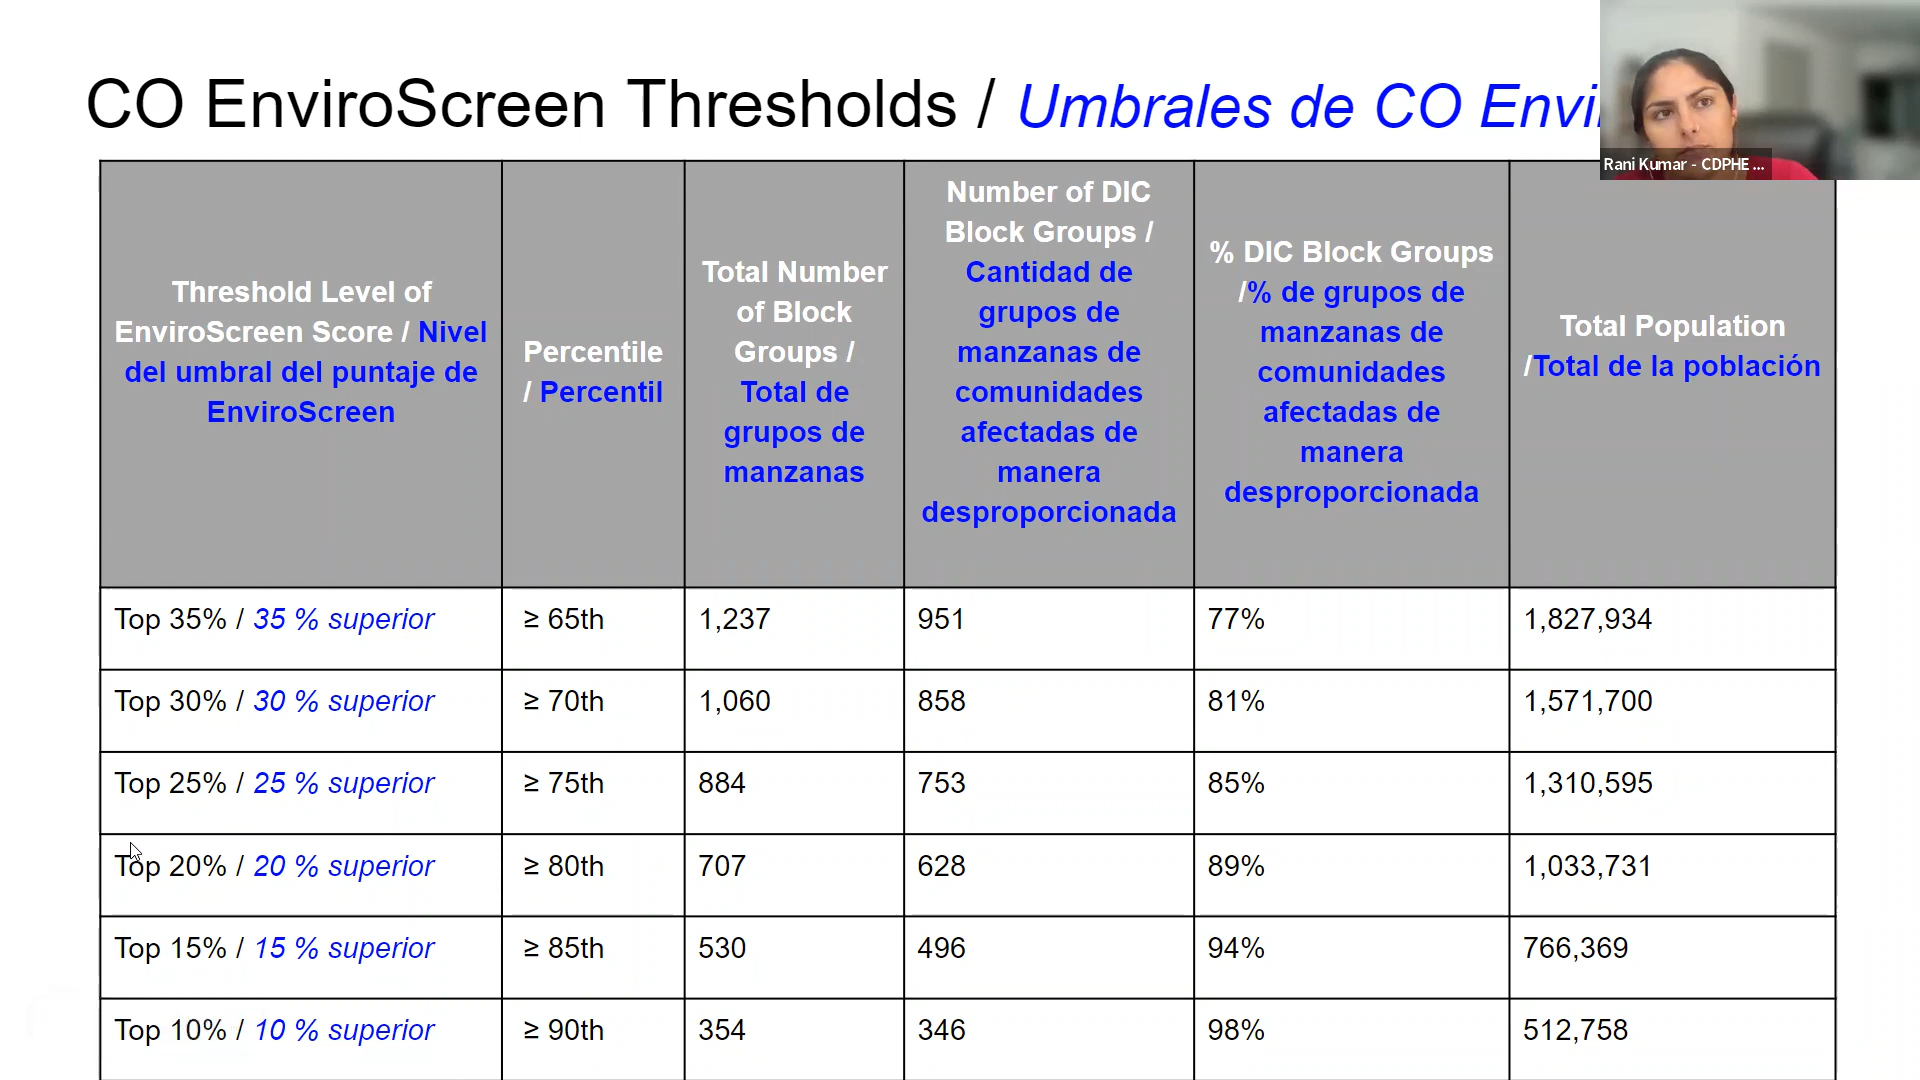 CO EnviroScreen Thresholds / Umbrales de CO Envi
Rani Kumar - CDPHE ...
Threshold Level of
EnviroScreen Score / Nivel
del umbral del puntaje de
EnviroScreen
Percentile
/ Percentil
Total Number
of Block
Groups /
Total de
grupos de
manzanas
Number of DIC
Block Groups /
Cantidad de
grupos de
manzanas de
comunidades
afectadas de
manera
desproporcionada
% DIC Block Groups
/% de grupos de
manzanas de
comunidades
afectadas de
manera
desproporcionada
Total Population
/Total de la población
Top 35% / 35 % superior ≥ 65th 1,237 951 77% 1,827,934
Top 30% / 30 % superior ≥ 70th 1,060 858 81% 1,571,700
Top 25% / 25 % superior ≥ 75th 884 753 85% 1,310,595
Top 20% / 20 % superior ≥ 80th 707 628 89% 1,033,731
Top 15% / 15 % superior ≥ 85th 530 496 94% 766,369
Top 10% / 10 % superior ≥ 90th 354 346 98% 512,758